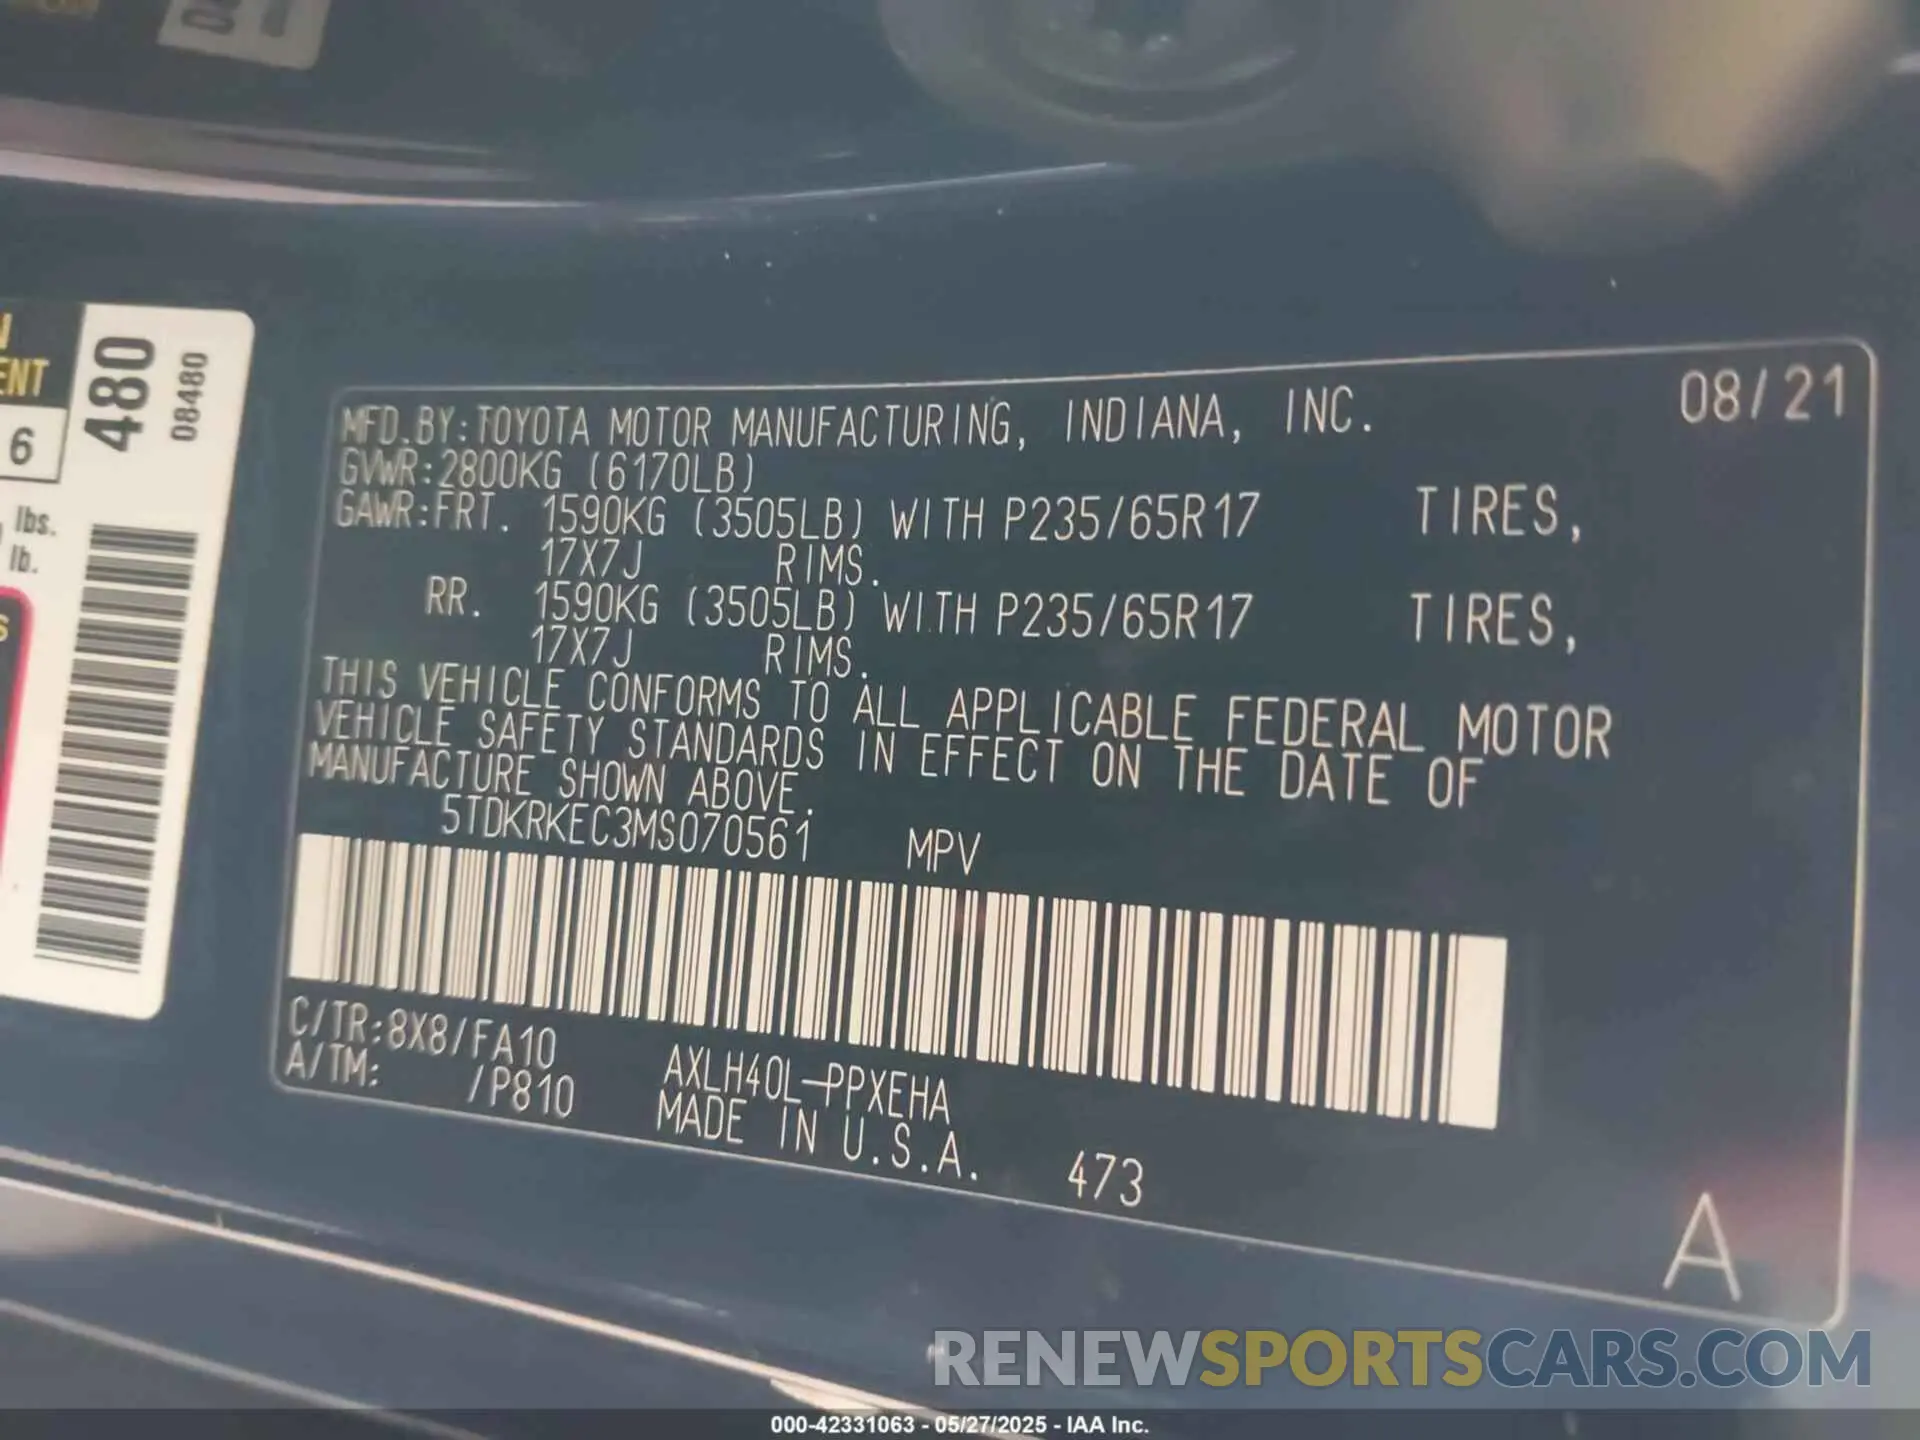 MFD.BY:TOYOTA MOTOR MANUFACTURING, INDIANA, INC. 08/21
GVWR:2800KG (6170LB)
GAWR:FRT. 1590KG (3505LB) WITH P235/65R17 TIRES,
17X7J RIMS.
RR. 1590KG (3505LB) WITH P235/65R17 TIRES,
17X7J RIMS.
THIS VEHICLE CONFORMS TO ALL APPLICABLE FEDERAL MOTOR
VEHICLE SAFETY STANDARDS IN EFFECT ON THE DATE OF
MANUFACTURE SHOWN ABOVE.
5TDKRKEC3MS070561 MPV
C/TR:8X8/FA10
A/TM: /P810
AXLH40L-PPXEHA
MADE IN U.S.A. 473
A
480
08480
ENT
6
lbs.
lb.
RENEWSPORTSCARS.COM
000-42331063 - 05/27/2025 - IAA Inc.